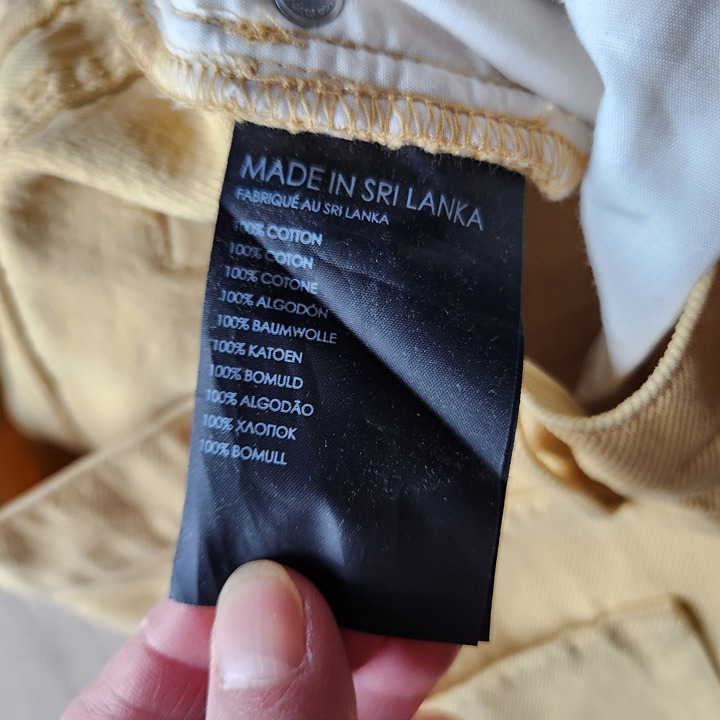 MADE IN SRI LANKA
FABRIQUÉ AU SRI LANKA
100% COTTON
100% COTON
100% COTONE
100% ALGODÓN
100% BAUMWOLLE
100% KATOEN
100% BOMULD
100% ALGODÃO
100% ХЛОПОК
100% BOMULL